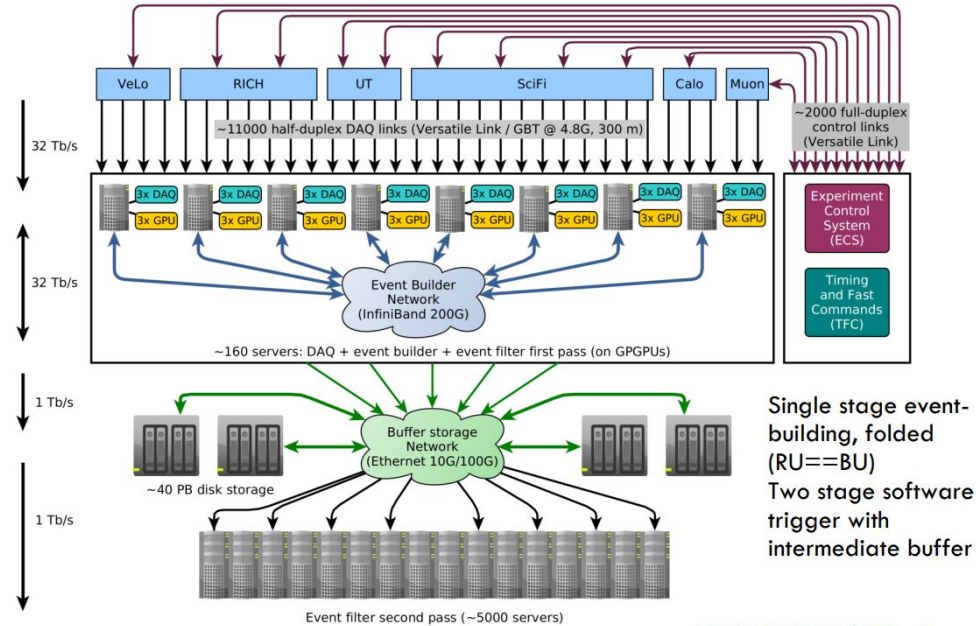 VeLo
RICH
UT
SciFi
Calo
Muon
~11000 half-duplex DAQ links (Versatile Link / GBT @ 4.8G, 300 m)
~2000 full-duplex
control links
(Versatile Link)
32 Tb/s
3x DAQ
3x GPU
3x DAQ
3x GPU
3x DAQ
3x GPU
3x DAQ
3x GPU
3x DAQ
3x GPU
3x DAQ
3x GPU
3x DAQ
3x GPU
3x DAQ
3x GPU
Experiment
Control
System
(ECS)
Timing
and Fast
Commands
(TFC)
32 Tb/s
Event Builder
Network
(InfiniBand 200G)
~160 servers: DAQ + event builder + event filter first pass (on GPGPUs)
1 Tb/s
Buffer storage
Network
(Ethernet 10G/100G)
~40 PB disk storage
Single stage event-
building, folded
(RU==BU)
Two stage software
trigger with
intermediate buffer
1 Tb/s
Event filter second pass (~5000 servers)